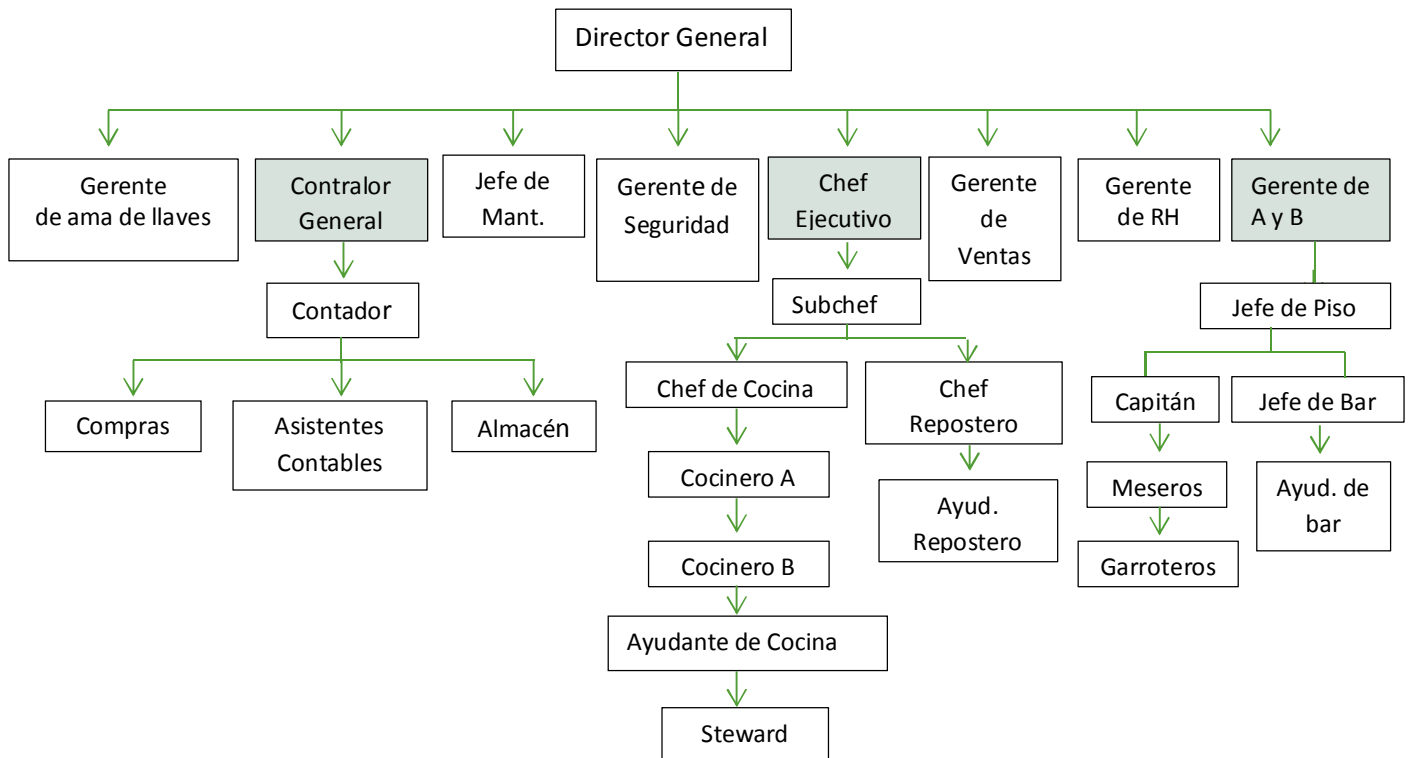 Director General
Gerente
de ama de llaves
Contralor
General
Jefe de
Mant.
Gerente de
Seguridad
Chef
Ejecutivo
Gerente
de
Ventas
Gerente
de RH
Gerente de
A y B
Contador
Subchef
Jefe de Piso
Compras
Asistentes
Contables
Almacén
Chef de Cocina
Chef
Repostero
Capitán
Jefe de Bar
Cocinero A
Ayud.
Repostero
Meseros
Ayud. de
bar
Cocinero B
Garroteros
Ayudante de Cocina
Steward